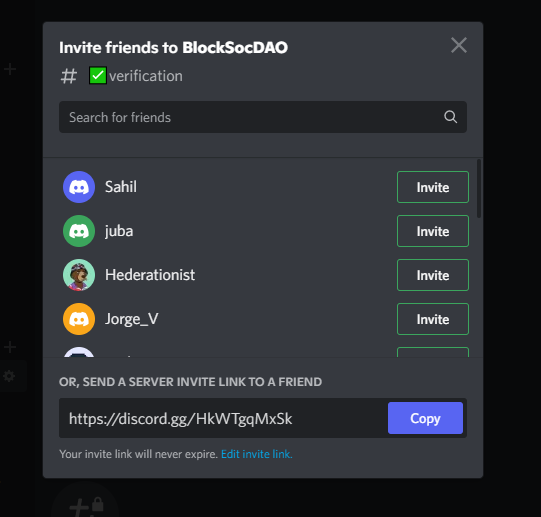 Invite friends to BlockSocDAO
# ✅ verification
Search for friends
Sahil Invite
juba Invite
Hederationist Invite
Jorge_V Invite
OR, SEND A SERVER INVITE LINK TO A FRIEND
https://discord.gg/HkWTgqMxSk Copy
Your invite link will never expire. Edit invite link.